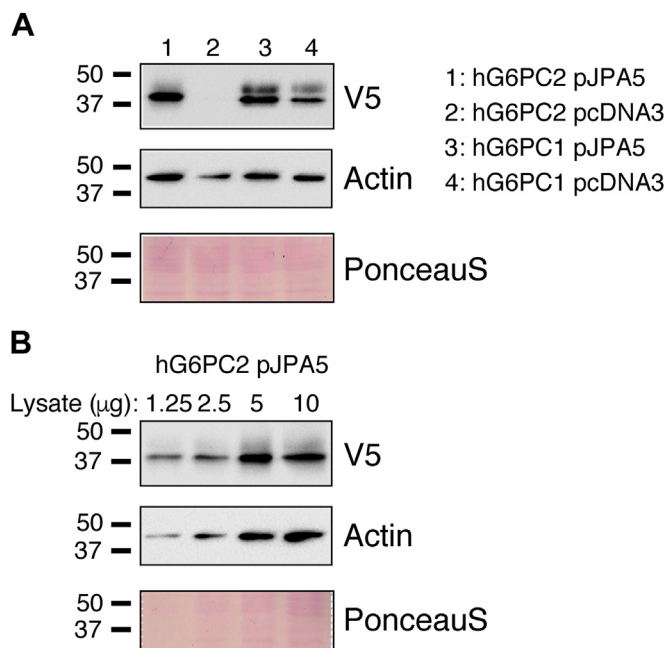 A
1 2 3 4
50
37
V5
50
37
Actin
50
37
PonceauS
1: hG6PC2 pJPA5
2: hG6PC2 pcDNA3
3: hG6PC1 pJPA5
4: hG6PC1 pcDNA3
B
hG6PC2 pJPA5
Lysate (µg): 1.25 2.5 5 10
50
37
V5
50
37
Actin
50
37
PonceauS